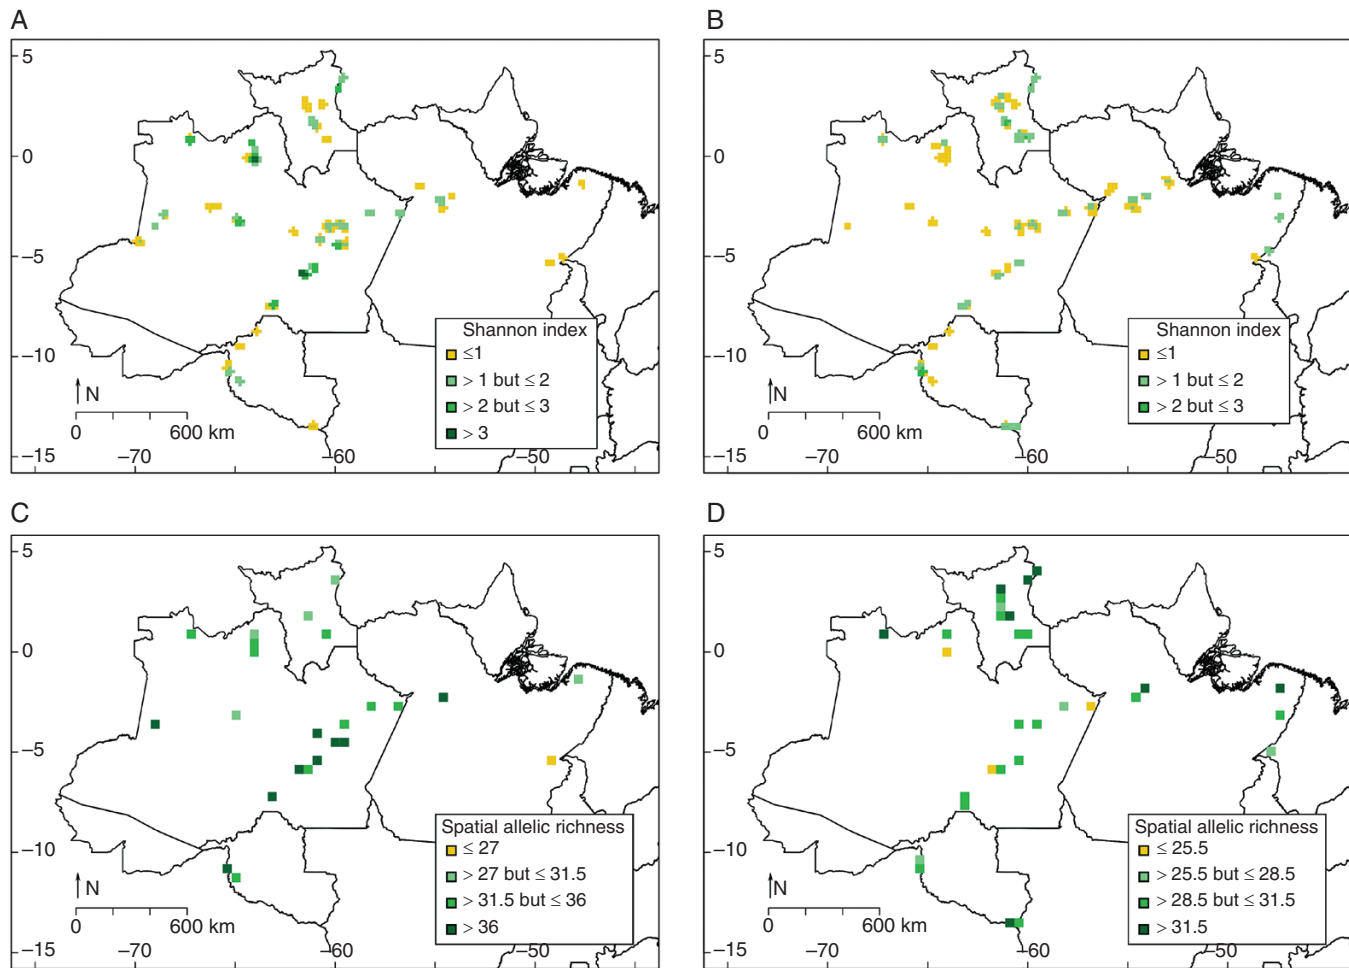 A
5
0
−5
−10
−15
−70
−60
−50
N
0
600 km
Shannon index
≤1
> 1 but ≤ 2
> 2 but ≤ 3
> 3
B
5
0
−5
−10
−15
−70
−60
−50
N
0
600 km
Shannon index
≤1
> 1 but ≤ 2
> 2 but ≤ 3
C
5
0
−5
−10
−15
−70
−60
−50
N
0
600 km
Spatial allelic richness
≤ 27
> 27 but ≤ 31.5
> 31.5 but ≤ 36
> 36
D
5
0
−5
−10
−15
−70
−60
−50
N
0
600 km
Spatial allelic richness
≤ 25.5
> 25.5 but ≤ 28.5
> 28.5 but ≤ 31.5
> 31.5